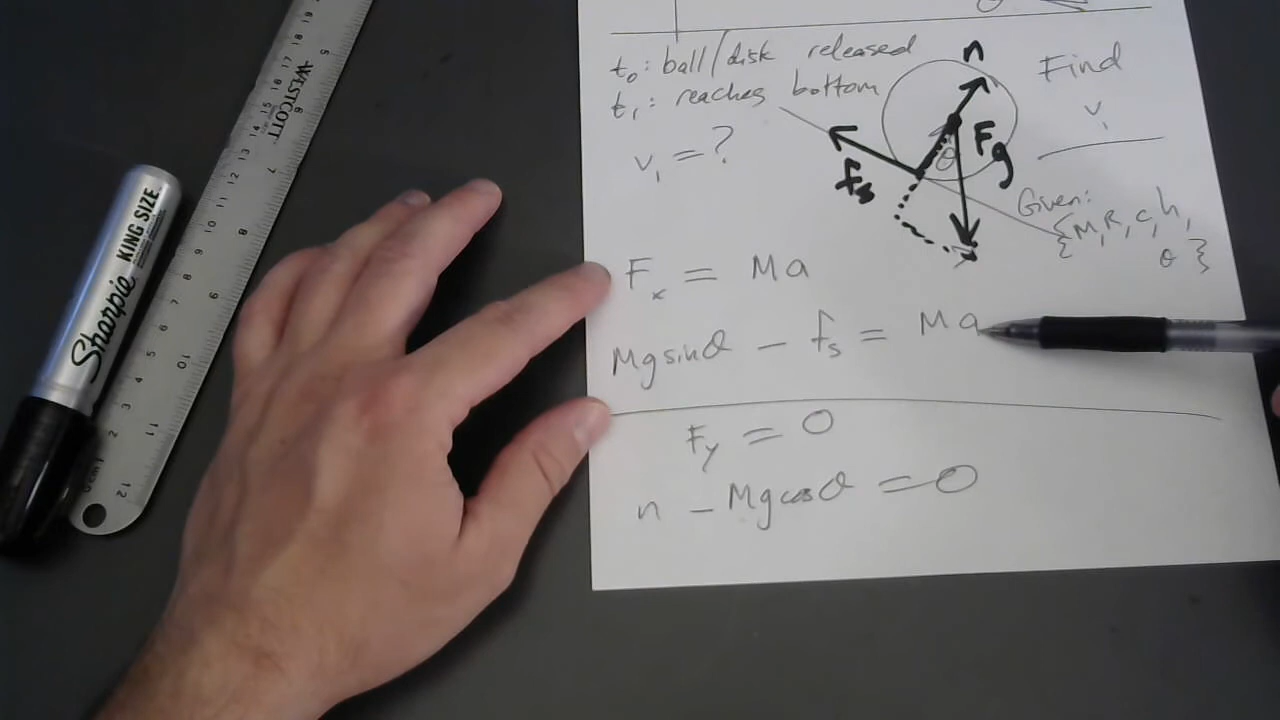 t₀: ball/disk released
t₁: reaches bottom
v₁ = ?
n
Fg
θ
fs
Find
v₁
Given:
{M, R, c, h,
θ}
Fx = Ma
Mg sinθ - fs = Ma
Fy = 0
n - Mg cosθ = 0
Sharpie KING SIZE
WESTCOTT